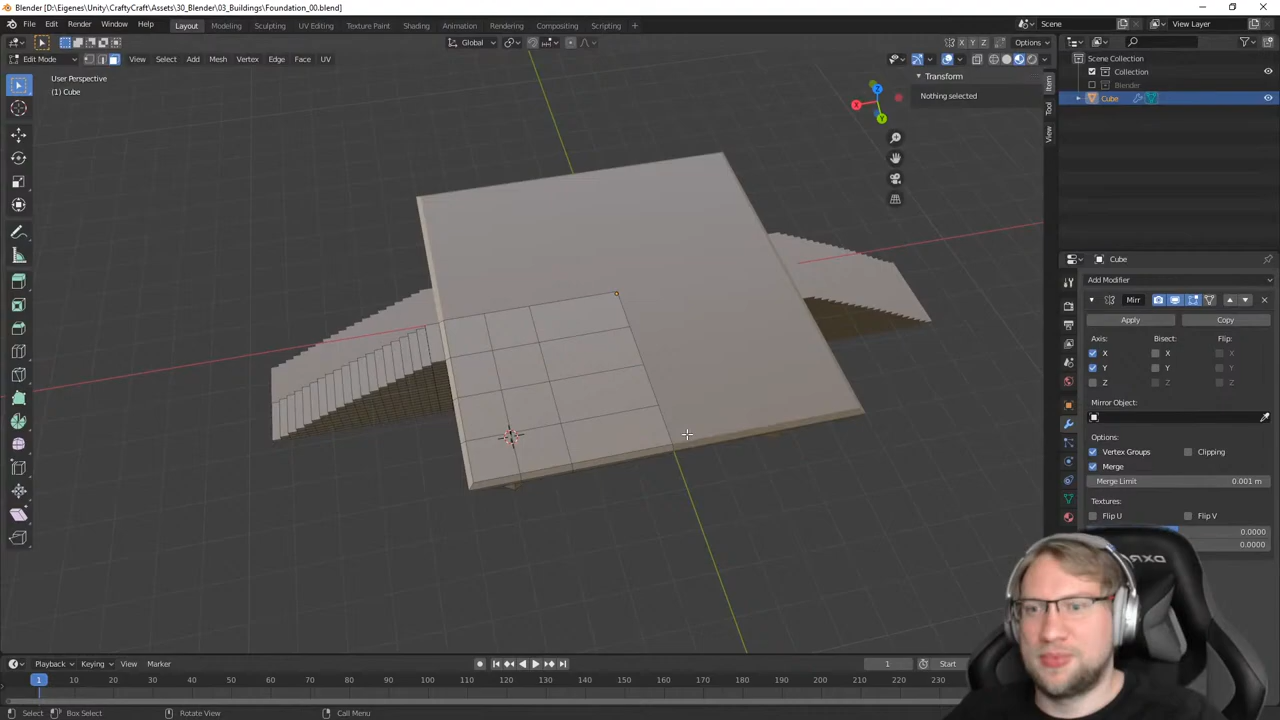 Blender [D:\Eigenes\Unity\CraftyCraft\Assets\30_Blender\03_Buildings\Foundation_00.blend]
File Edit Render Window Help Layout Modeling Sculpting UV Editing Texture Paint Shading Animation Rendering Compositing Scripting + Scene View Layer
Global X Y Z Options
Edit Mode View Select Add Mesh Vertex Edge Face UV
User Perspective
(1) Cube
Transform
Nothing selected
Item
Tool
View
X
Y
Z
Scene Collection
Collection
Blender
Cube
Cube
Add Modifier
Mirr
Apply Copy
Axis: Bisect: Flip:
X X X
Y Y Y
Z Z Z
Mirror Object:
Options:
Vertex Groups Clipping
Merge
Merge Limit 0.001 m
Textures:
Flip U Flip V
0.0000
0.0000
DXR
Playback Keying View Marker 1 Start
1 10 20 30 40 50 60 70 80 90 100 110 120 130 140 150 160 170 180 190 200 210 220 230
Select Box Select Rotate View Call Menu